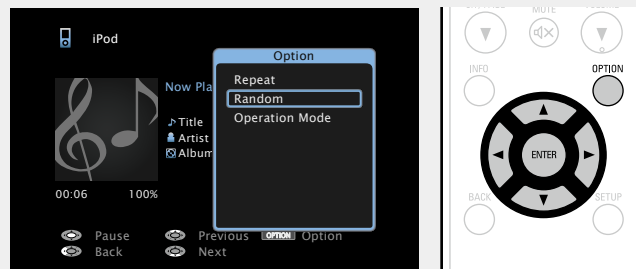 iPod
Option
Now Pla
Repeat
Random
Operation Mode
Title
Artist
Album
00:06 100%
Pause Previous OPTION Option
Back Next
MUTE
INFO OPTION
ENTER
BACK SETUP